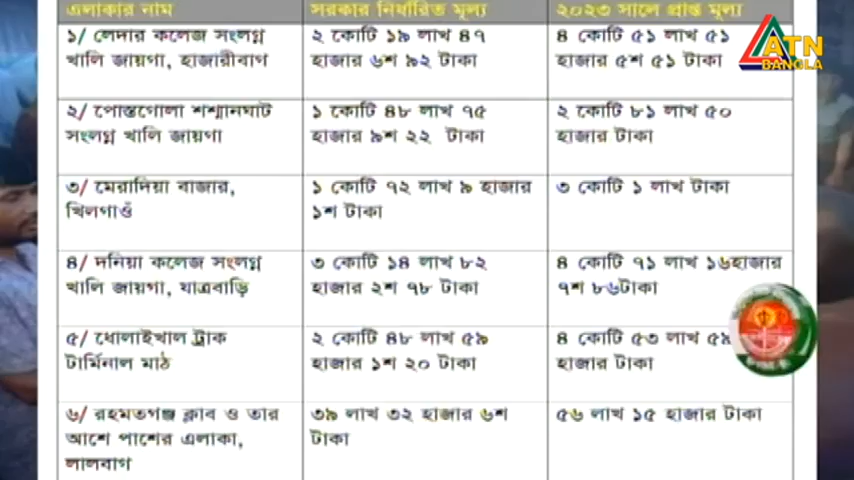 এলাকার নাম
সরকার নির্ধারিত মূল্য
২০২৩ সালে প্রাপ্ত মূল্য
১/ লেদার কলেজ সংলগ্ন
খালি জায়গা, হাজারীবাগ
২ কোটি ১৯ লাখ ৪৭
হাজার ৬শ ৯২ টাকা
৪ কোটি ৫১ লাখ ৫১
হাজার ৫শ ৫১ টাকা
ATN
BANGLA
২/ পোস্তগোলা শশ্মানঘাট
সংলগ্ন খালি জায়গা
১ কোটি ৪৮ লাখ ৭৫
হাজার ৯শ ২২ টাকা
২ কোটি ৮১ লাখ ৫০
হাজার টাকা
৩/ মেরাদিয়া বাজার,
খিলগাওঁ
১ কোটি ৭২ লাখ ৯ হাজার
১শ টাকা
৩ কোটি ১ লাখ টাকা
৪/ দনিয়া কলেজ সংলগ্ন
খালি জায়গা, যাত্রবাড়ি
৩ কোটি ১৪ লাখ ৮২
হাজার ২শ ৭৮ টাকা
৪ কোটি ৭১ লাখ ১৬হাজার
৭শ ৮৬টাকা
৫/ ধোলাইখাল ট্রাক
টার্মিনাল মাঠ
২ কোটি ৪৮ লাখ ৫৯
হাজার ১শ ২০ টাকা
৪ কোটি ৫৩ লাখ ৫৯
হাজার টাকা
৬/ রহমতগঞ্জ ক্লাব ও তার
আশে পাশের এলাকা,
লালবাগ
৩৯ লাখ ৩২ হাজার ৬শ
টাকা
৫৬ লাখ ১৫ হাজার টাকা